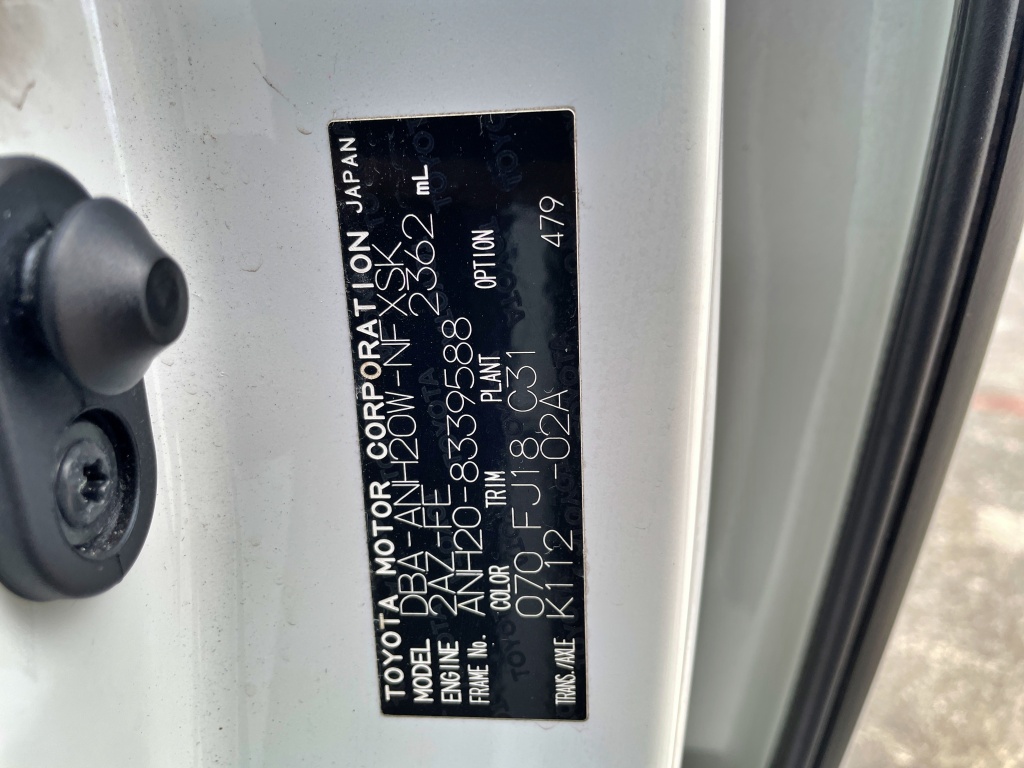 TOYOTA MOTOR CORPORATION JAPAN
MODEL DBA-ANH20W-NFXSK
ENGINE 2AZ-FE 2362 mL
FRAME No. ANH20-8339588
COLOR TRIM PLANT OPTION
070 FJ18 C31
TRANS./AXLE K112 -02A 479